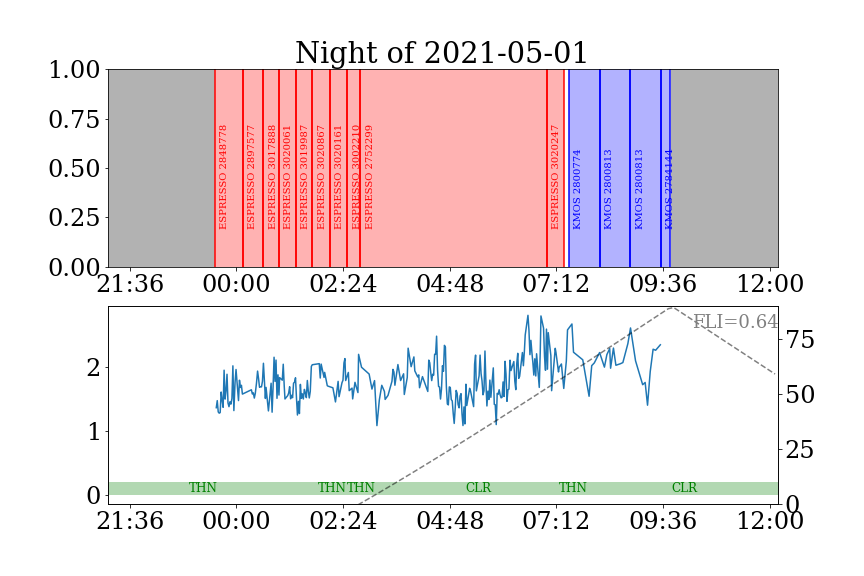 Night of 2021-05-01
1.00
0.75
0.50
0.25
0.00
ESPRESSO 2848778
ESPRESSO 2897577
ESPRESSO 3017888
ESPRESSO 3020061
ESPRESSO 3019987
ESPRESSO 3020867
ESPRESSO 3020161
ESPRESSO 3002210
ESPRESSO 2752299
ESPRESSO 3020247
KMOS 2800774
KMOS 2800813
KMOS 2800813
KMOS 2784144
21:36 00:00 02:24 04:48 07:12 09:36 12:00
FLI=0.64
2
1
0
75
50
25
0
THN THN THN CLR THN CLR
21:36 00:00 02:24 04:48 07:12 09:36 12:00